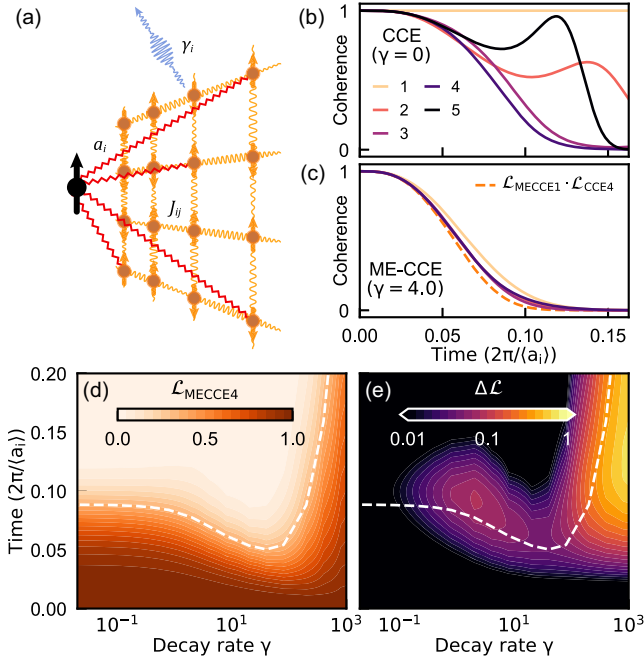 (a)
γᵢ
aᵢ
Jᵢⱼ
(b)
Coherence
1
0
CCE
(γ = 0)
1 4
2 5
3
(c)
Coherence
1
0
ℒMECCE1 · ℒCCE4
ME-CCE
(γ = 4.0)
0.00 0.05 0.10 0.15
Time (2π/⟨aᵢ⟩)
(d)
ℒMECCE4
0.0 0.5 1.0
Time (2π/⟨aᵢ⟩)
0.20
0.15
0.10
0.05
0.00
10⁻¹ 10¹ 10³
Decay rate γ
(e)
Δℒ
0.01 0.1 1
10⁻¹ 10¹ 10³
Decay rate γ